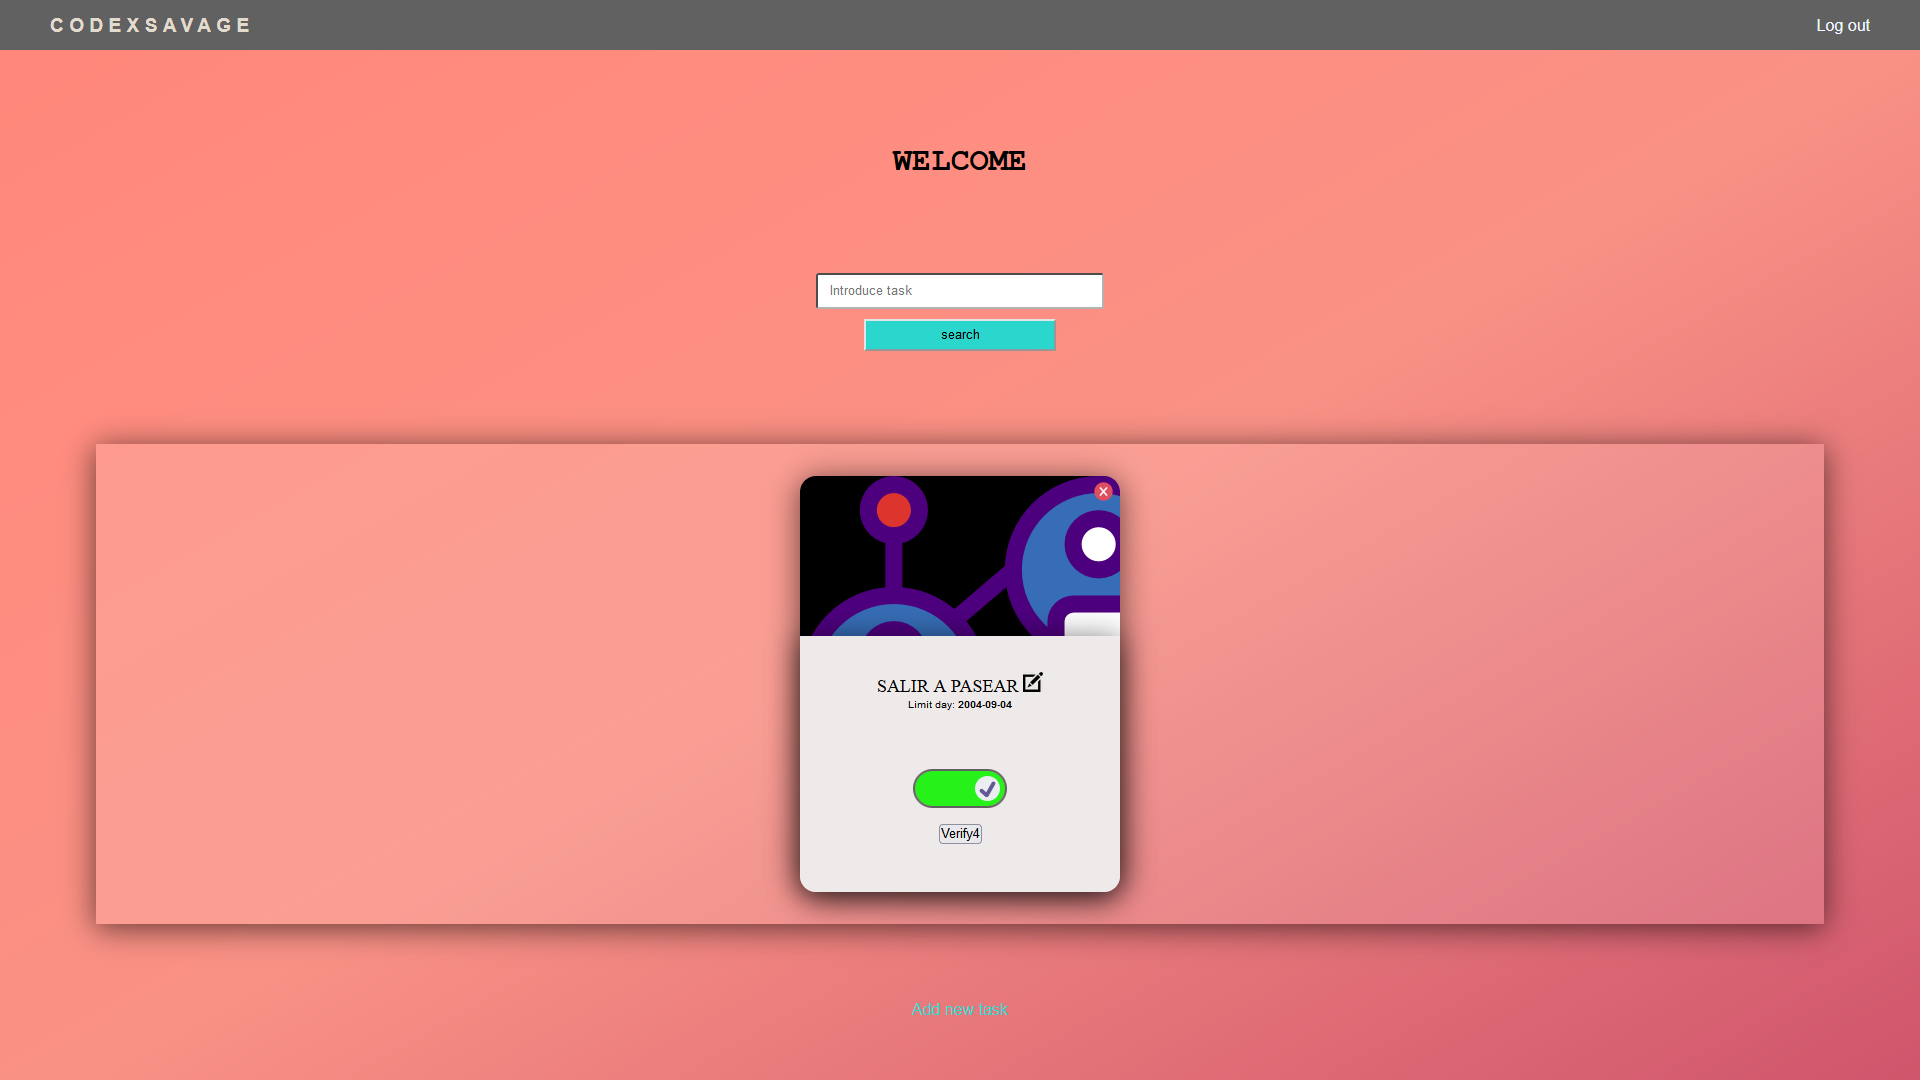 CODEXSAVAGE
Log out
WELCOME
Introduce task
search
SALIR A PASEAR
Limit day: 2004-09-04
Verify4
Add new task